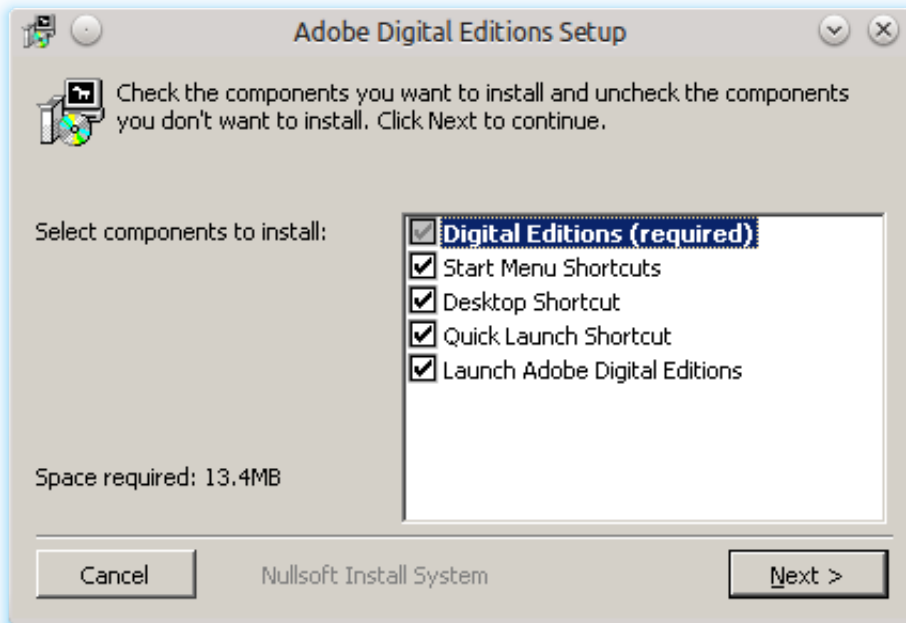 Adobe Digital Editions Setup
Check the components you want to install and uncheck the components
you don't want to install. Click Next to continue.
Select components to install:
Digital Editions (required)
Start Menu Shortcuts
Desktop Shortcut
Quick Launch Shortcut
Launch Adobe Digital Editions
Space required: 13.4MB
Cancel
Nullsoft Install System
Next >